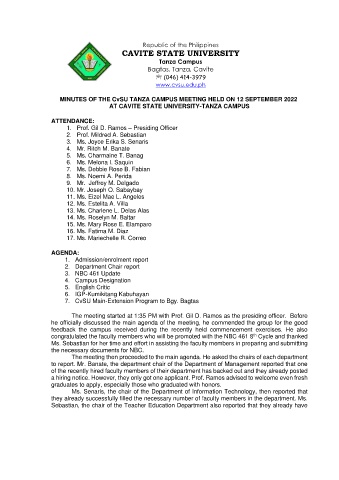 Republic of the Philippines
CAVITE STATE UNIVERSITY
Tanza Campus
Bagtas, Tanza, Cavite
☏ (046) 414-3979
www.cvsu.edu.ph
MINUTES OF THE CvSU TANZA CAMPUS MEETING HELD ON 12 SEPTEMBER 2022
AT CAVITE STATE UNIVERSITY-TANZA CAMPUS
ATTENDANCE:
1. Prof. Gil D. Ramos – Presiding Officer
2. Prof. Mildred A. Sebastian
3. Ms. Joyce Erika S. Senaris
4. Mr. Ritch M. Banate
5. Ms. Charmaine T. Banag
6. Ms. Melona I. Saquin
7. Ms. Debbie Rose B. Fabian
8. Ms. Noemi A. Perida
9. Mr. Jeffrey M. Delgado
10. Mr. Joseph O. Sabaybay
11. Ms. Eizel Mae L. Angeles
12. Ms. Estelita A. Villa
13. Ms. Charlene L. Delas Alas
14. Ms. Roselyn M. Baltar
15. Ms. Mary Rose E. Elamparo
16. Ms. Fatima M. Diaz
17. Ms. Mariechelle R. Correo
AGENDA:
1. Admission/enrolment report
2. Department Chair report
3. NBC 461 Update
4. Campus Designation
5. English Critic
6. IGP-Kumikitang Kabuhayan
7. CvSU Main-Extension Program to Bgy. Bagtas
The meeting started at 1:35 PM with Prof. Gil D. Ramos as the presiding officer. Before
he officially discussed the main agenda of the meeting, he commended the group for the good
feedback the campus received during the recently held commencement exercises. He also
congratulated the faculty members who will be promoted with the NBC 461 8th Cycle and thanked
Ms. Sebastian for her time and effort in assisting the faculty members in preparing and submitting
the necessary documents for NBC.
The meeting then proceeded to the main agenda. He asked the chairs of each department
to report. Mr. Banate, the department chair of the Department of Management reported that one
of the recently hired faculty members of their department has backed out and they already posted
a hiring notice. However, they only got one applicant. Prof. Ramos advised to welcome even fresh
graduates to apply, especially those who graduated with honors.
Ms. Senaris, the chair of the Department of Information Technology, then reported that
they already successfully filled the necessary number of faculty members in the department. Ms.
Sebastian, the chair of the Teacher Education Department also reported that they already have